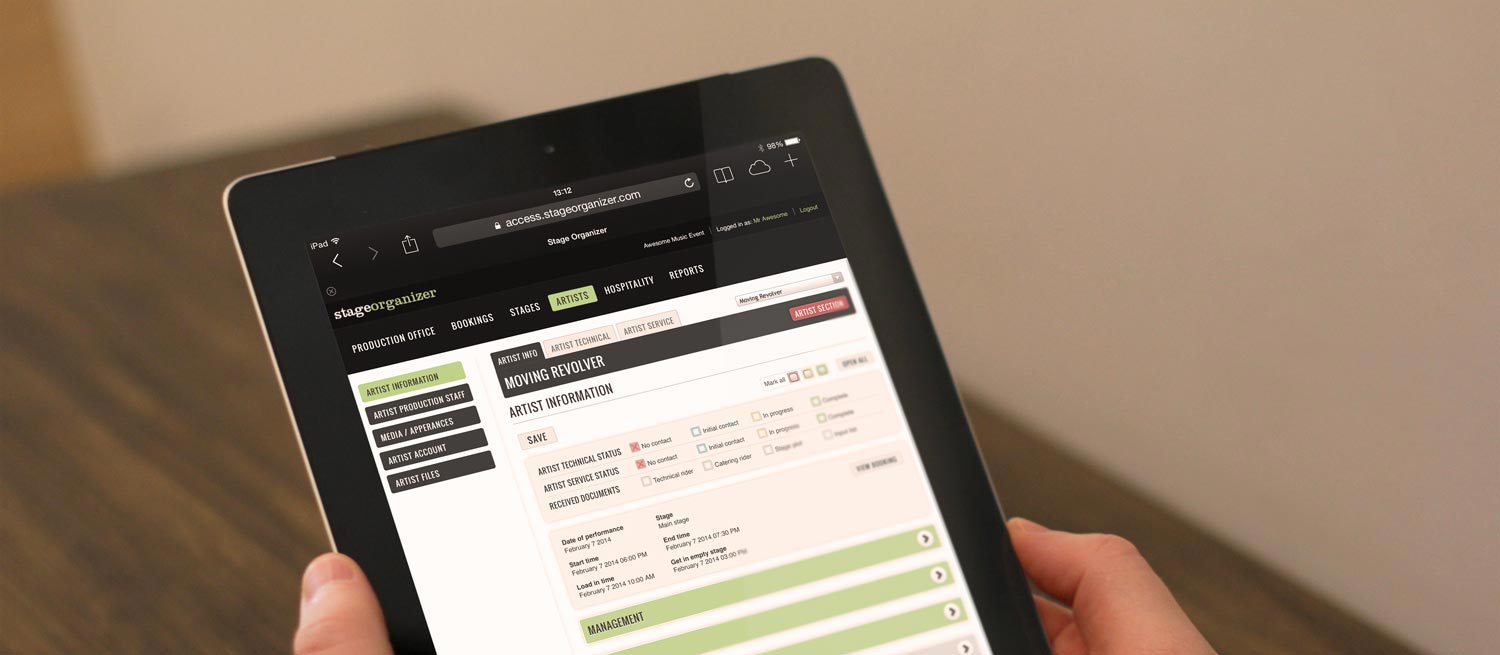 iPad
13:12
98%
access.stageorganizer.com
Stage Organizer
Awesome Music Event | Logged in as: Mr Awesome | Logout
stageorganizer
PRODUCTION OFFICE BOOKINGS STAGES ARTISTS HOSPITALITY REPORTS
Moving Revolver
ARTIST INFO ARTIST TECHNICAL ARTIST SERVICE
MOVING REVOLVER ARTIST SECTION
ARTIST INFORMATION
ARTIST PRODUCTION STAFF
MEDIA / APPERANCES
ARTIST ACCOUNT
ARTIST FILES
ARTIST INFORMATION
Mark all OPEN ALL
SAVE
ARTIST TECHNICAL STATUS No contact Initial contact In progress Complete
ARTIST SERVICE STATUS No contact Initial contact In progress Complete
RECEIVED DOCUMENTS Technical rider Catering rider Stage plot Input list
VIEW BOOKING
Date of performance
February 7 2014
Stage
Main stage
Start time
February 7 2014 06:00 PM
End time
February 7 2014 07:30 PM
Load in time
February 7 2014 10:00 AM
Get in empty stage
February 7 2014 03:00 PM
MANAGEMENT